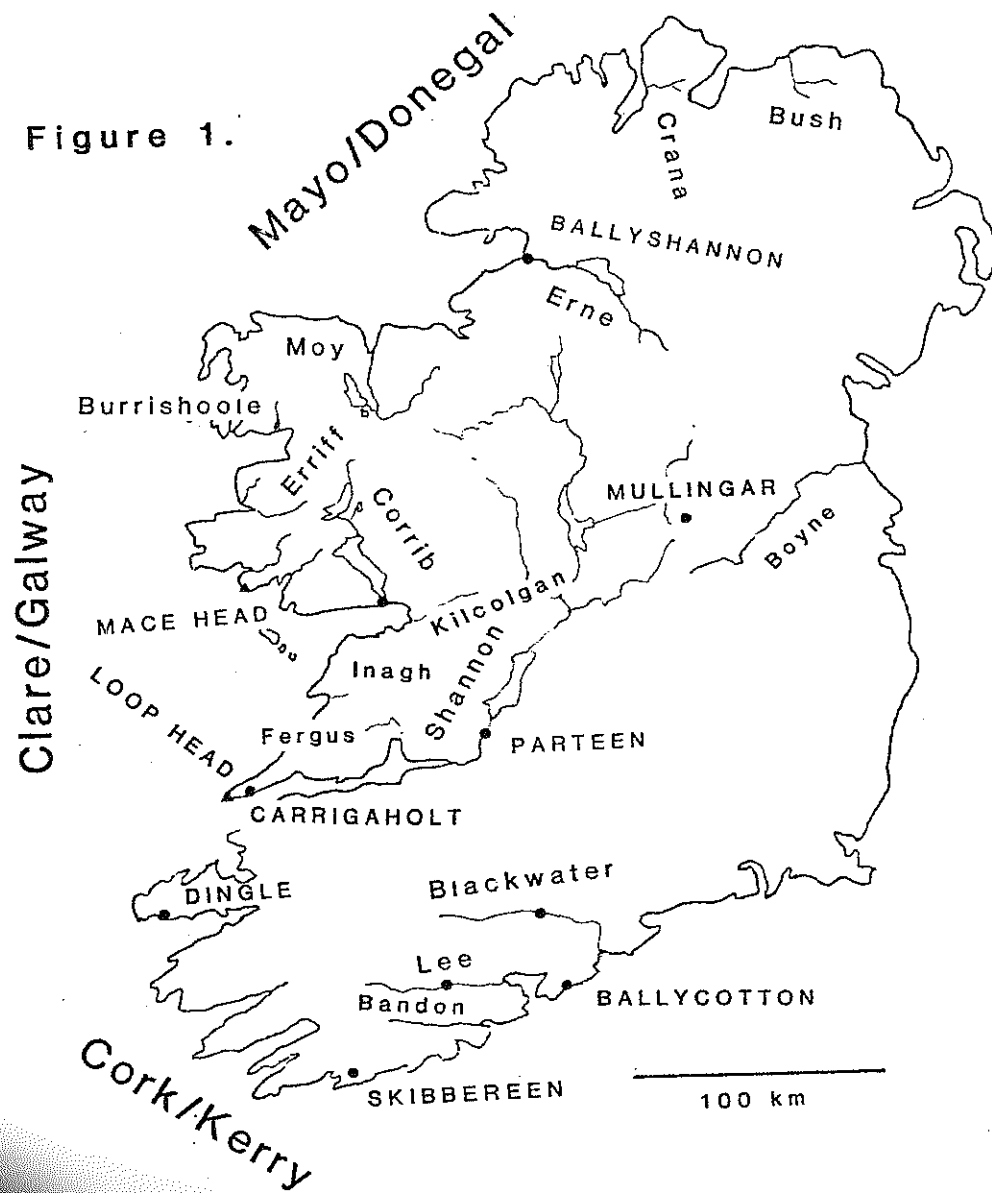 Figure 1.
Mayo/Donegal
Crana
Bush
BALLYSHANNON
Erne
Moy
Burrishoole
Erriff
Corrib
MULLINGAR
Boyne
Clare/Galway
MACE HEAD
Kilcolgan
Inagh
Shannon
LOOP HEAD
Fergus
PARTEEN
CARRIGAHOLT
DINGLE
Blackwater
Lee
Bandon
BALLYCOTTON
Cork/Kerry
SKIBBEREEN
100 km